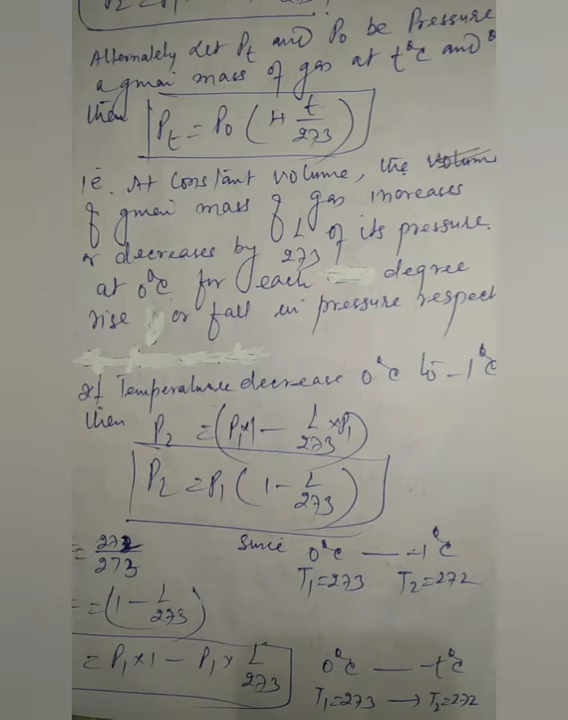 Alternately Let Pt and P0 be Pressure
a given mass of gas at t°C and 0
then Pt = P0 (1+ t/273)
ie. At constant volume, the volume
of given mass of gas increases
or decreases by 1/273 of its pressure.
at 0°C for each degree
rise or fall in pressure respect
If Temperature decrease 0°C to -1°C
then P2 = (P1×1 - 1/273 ×P1)
P2 = P1 (1 - 1/273)
= 272/273
Since 0°C — -1°C
T1=273 T2=272
= (1 - 1/273)
= P1×1 - P1× 1/273
0°C — -t°C
T1=273 → T2=272